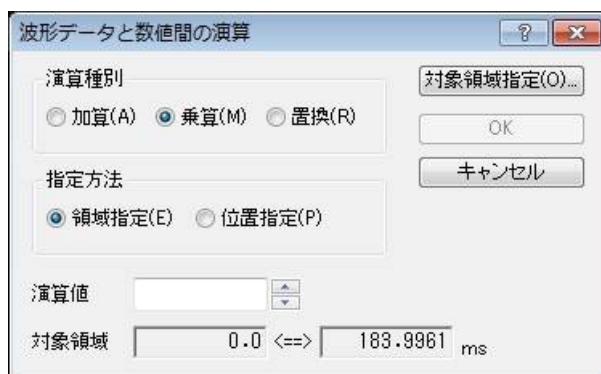 波形データと数値間の演算
演算種別
加算(A) 乗算(M) 置換(R)
対象領域指定(O)...
OK
キャンセル
指定方法
領域指定(E) 位置指定(P)
演算値
対象領域 0.0 <==> 183.9961 ms